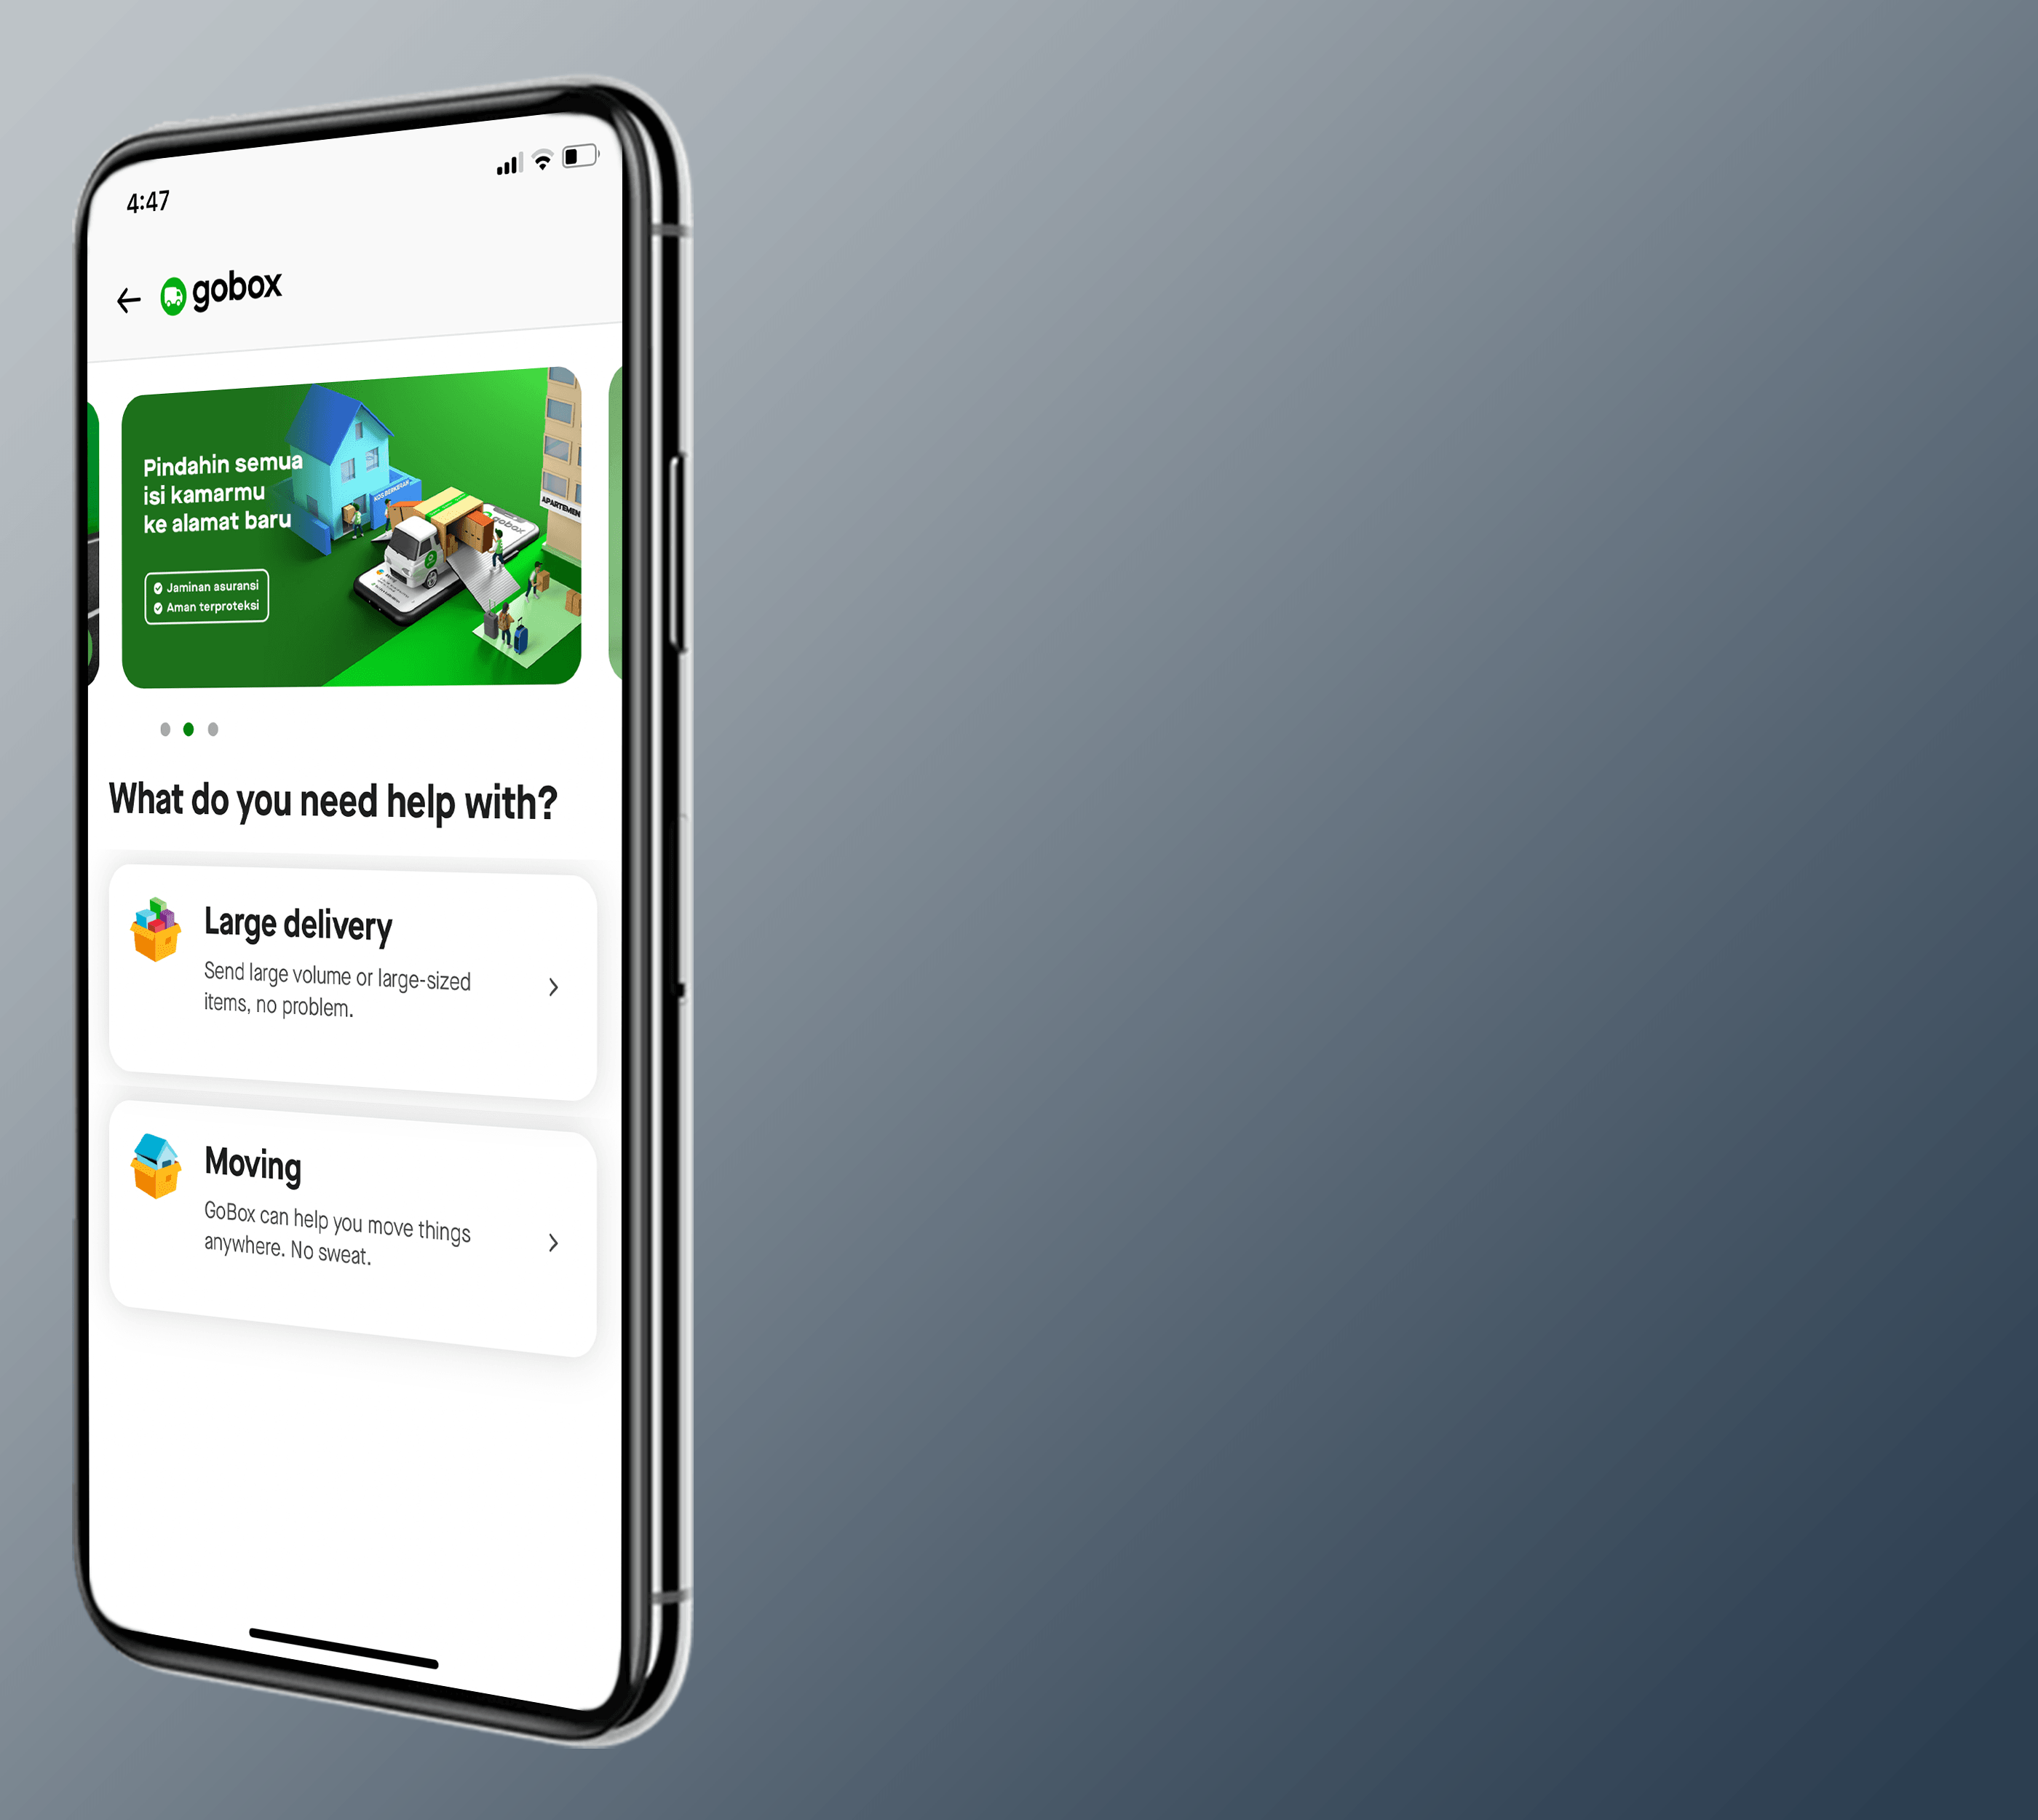 4:47
gobox
Pindahin semua
isi kamarmu
ke alamat baru
Jaminan asuransi
Aman terproteksi
gobox
APARTEMEN
What do you need help with?
Large delivery
Send large volume or large-sized
items, no problem.
Moving
GoBox can help you move things
anywhere. No sweat.